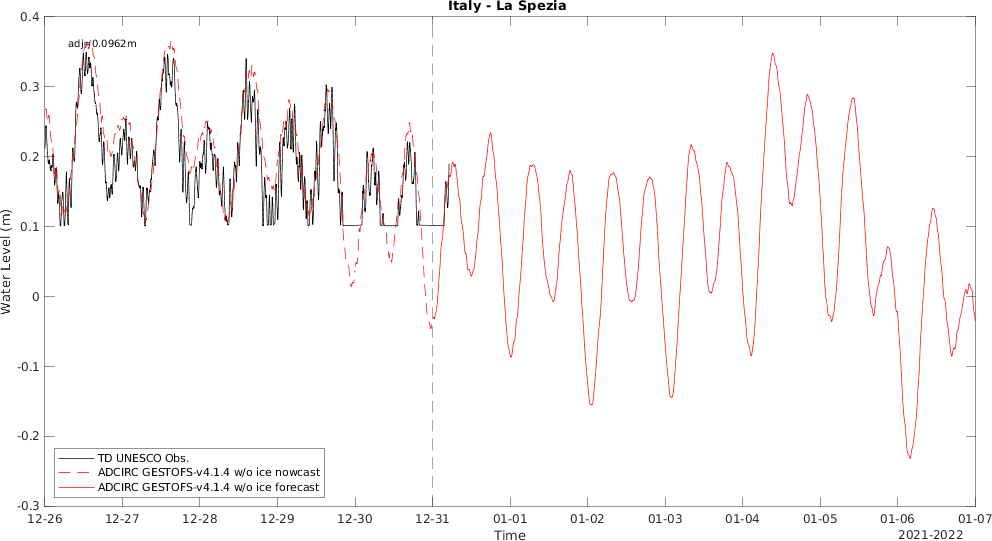 Italy - La Spezia
adj=0.0962m
0.4
0.3
0.2
0.1
0
-0.1
-0.2
-0.3
Water Level (m)
TD UNESCO Obs.
ADCIRC GESTOFS-v4.1.4 w/o ice nowcast
ADCIRC GESTOFS-v4.1.4 w/o ice forecast
12-26 12-27 12-28 12-29 12-30 12-31 01-01 01-02 01-03 01-04 01-05 01-06 01-07
Time
2021-2022